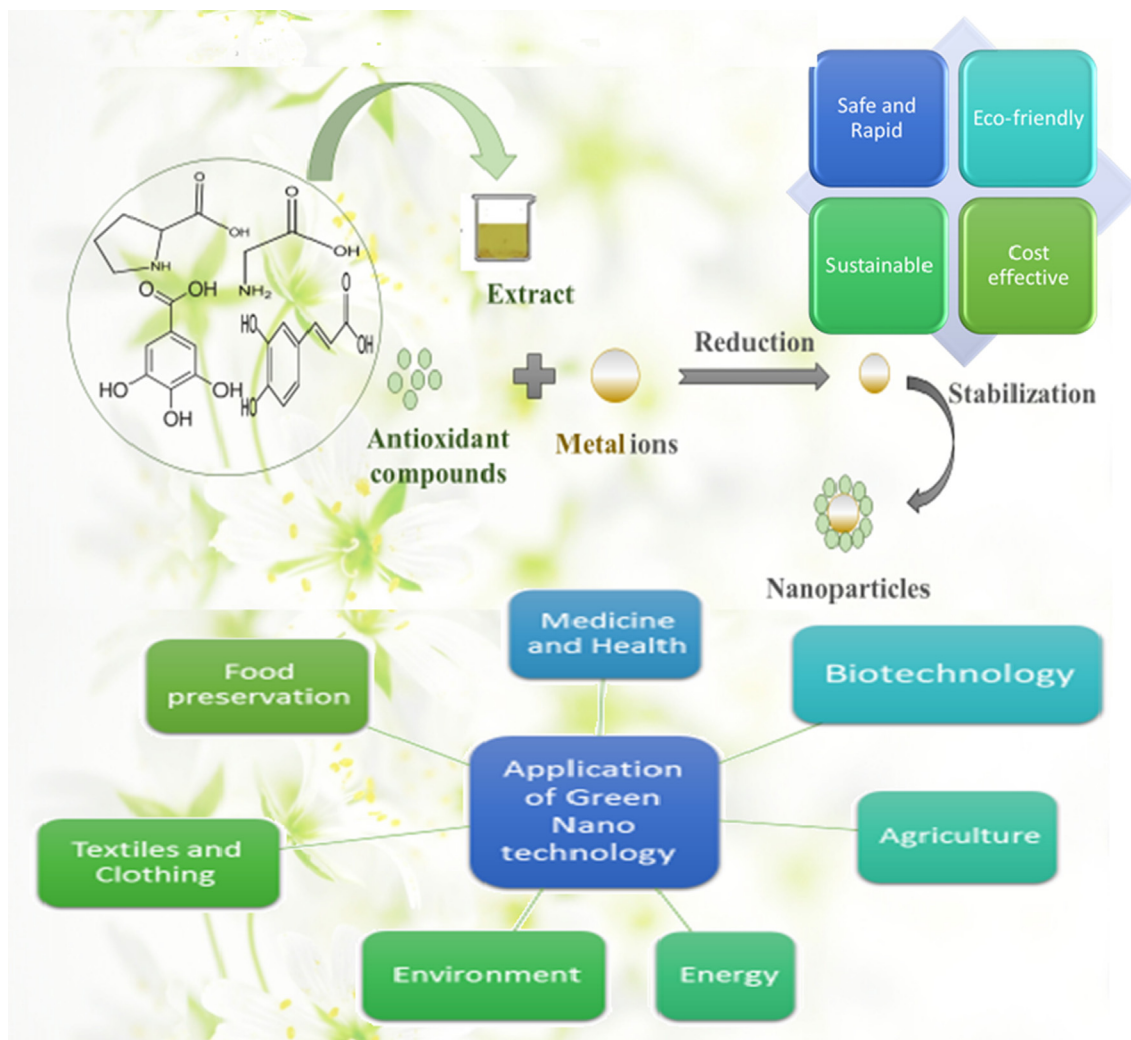 Safe and
Rapid
Eco-friendly
Sustainable
Cost
effective
O
OH
NH
O
OH
NH₂
O
OH
HO
OH
OH
O
HO
OH
HO
Extract
Antioxidant
compounds
Metal ions
Reduction
Stabilization
Nanoparticles
Medicine
and Health
Food
preservation
Biotechnology
Application
of Green
Nano
technology
Textiles and
Clothing
Agriculture
Environment
Energy